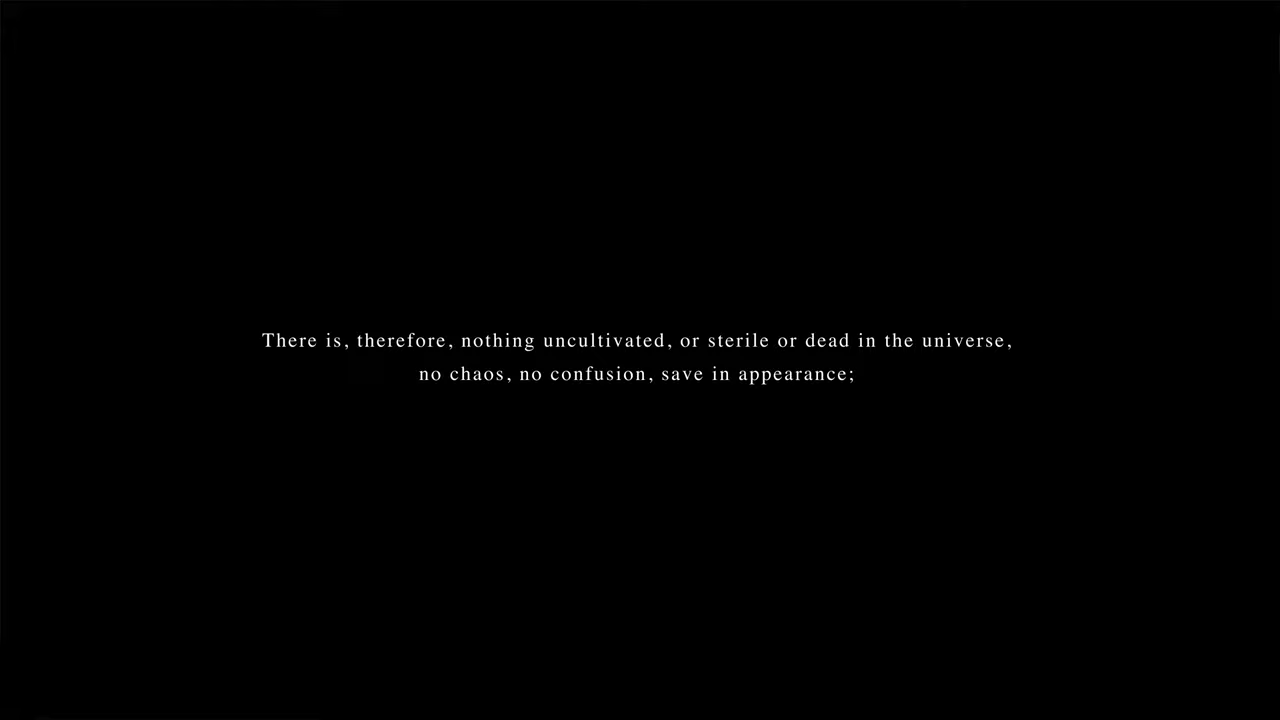 There is, therefore, nothing uncultivated, or sterile or dead in the universe,
no chaos, no confusion, save in appearance;